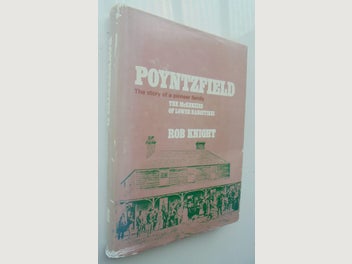 POYNTZFIELD
The story of a pioneer family
THE McKENZIES
OF LOWER RANGITIKEI
ROB KNIGHT